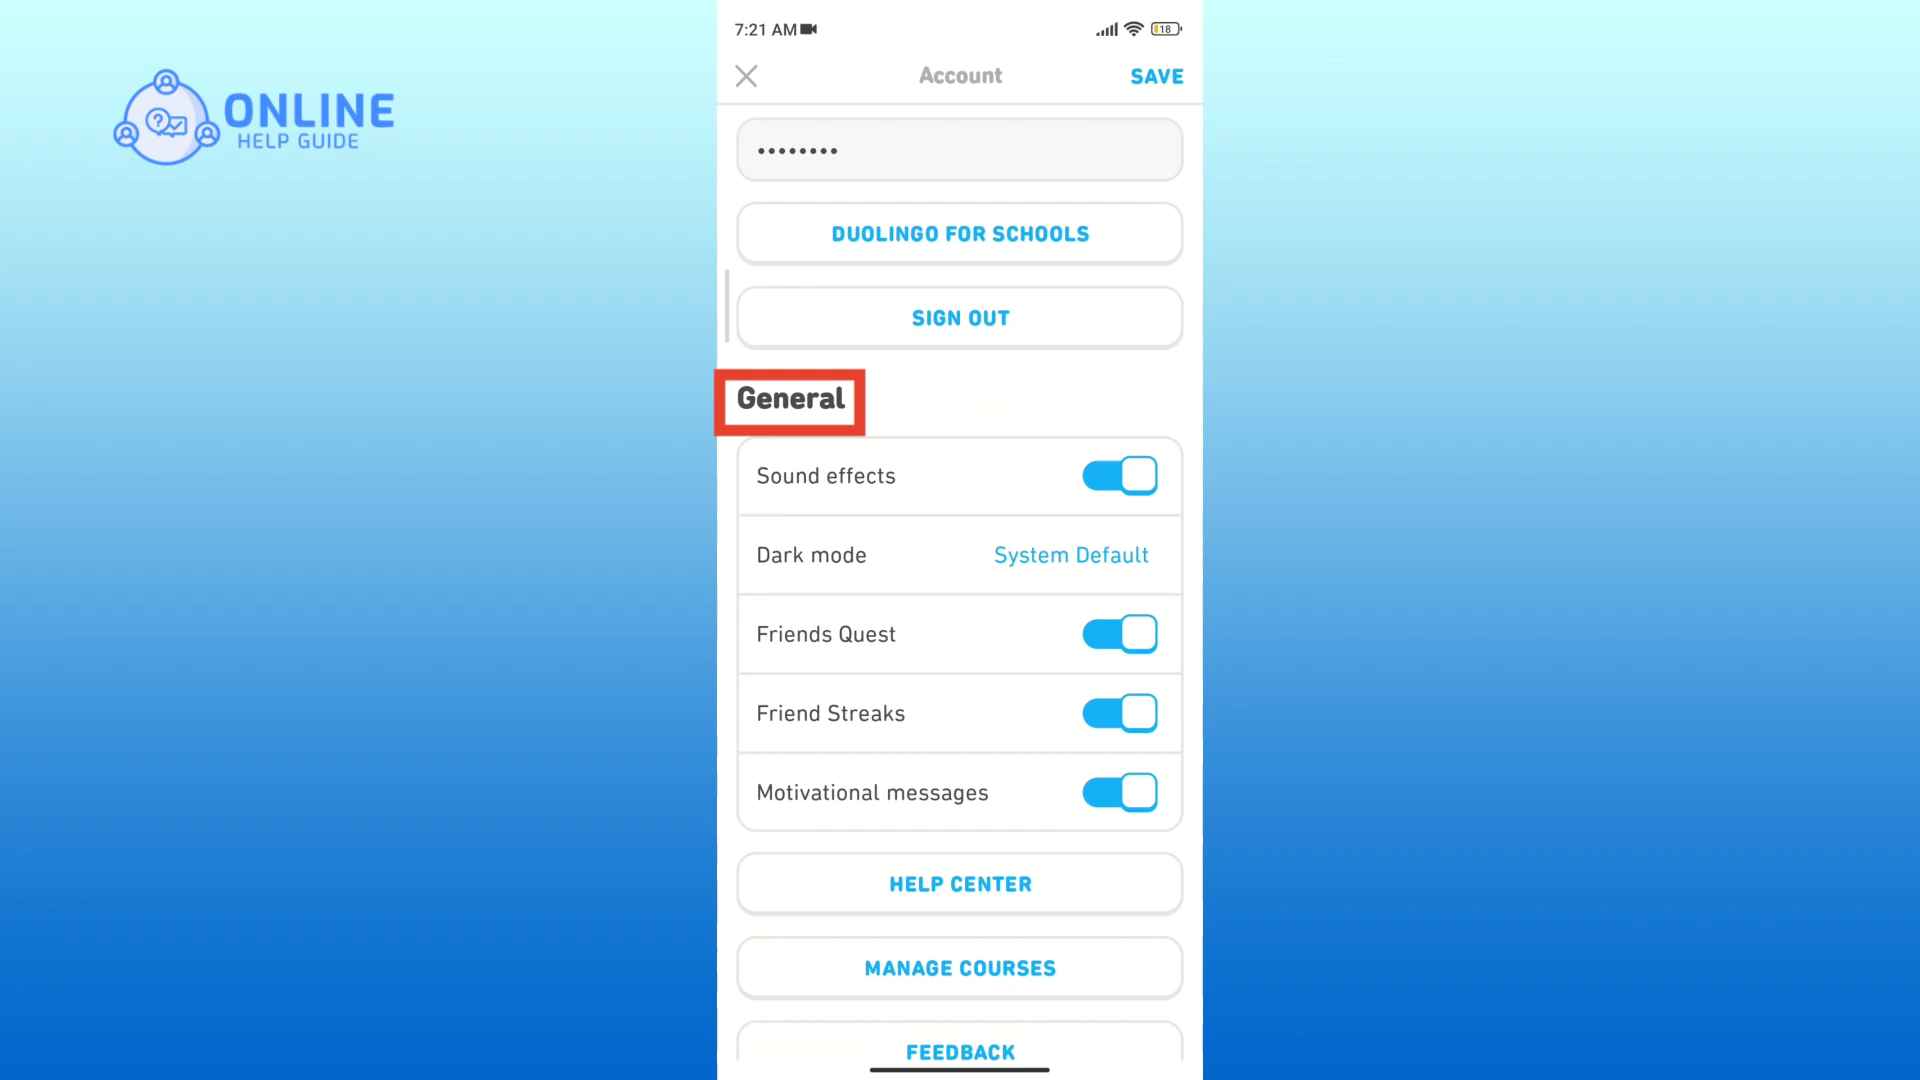 ONLINE
HELP GUIDE
7:21 AM
18
Account
SAVE
••••••••
DUOLINGO FOR SCHOOLS
SIGN OUT
General
Sound effects
Dark mode
System Default
Friends Quest
Friend Streaks
Motivational messages
HELP CENTER
MANAGE COURSES
FEEDBACK